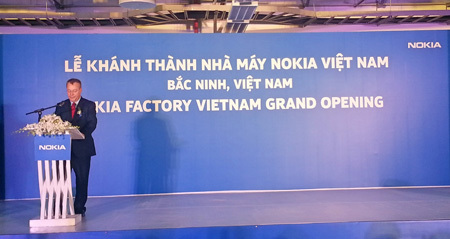 NOKIA
LỄ KHÁNH THÀNH NHÀ MÁY NOKIA VIỆT NAM
BẮC NINH, VIỆT NAM
KIA FACTORY VIETNAM GRAND OPENING
NOKIA